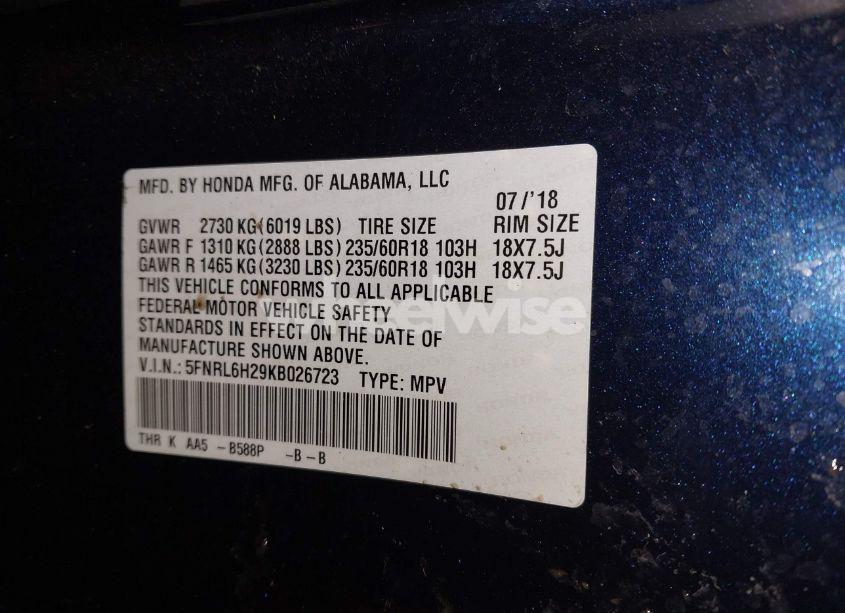 MFD. BY HONDA MFG. OF ALABAMA, LLC
07/'18
GVWR 2730 KG(6019 LBS) TIRE SIZE RIM SIZE
GAWR F 1310 KG(2888 LBS) 235/60R18 103H 18X7.5J
GAWR R 1465 KG(3230 LBS) 235/60R18 103H 18X7.5J
THIS VEHICLE CONFORMS TO ALL APPLICABLE
FEDERAL MOTOR VEHICLE SAFETY
STANDARDS IN EFFECT ON THE DATE OF
MANUFACTURE SHOWN ABOVE.
V.I.N.: 5FNRL6H29KB026723 TYPE: MPV
THR K AA5 -B588P -B-B